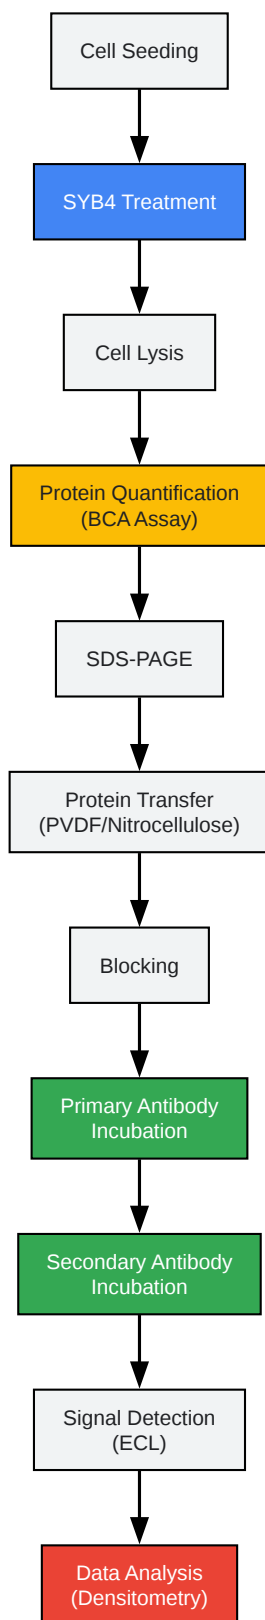 Cell Seeding
SYB4 Treatment
Cell Lysis
Protein Quantification
(BCA Assay)
SDS-PAGE
Protein Transfer
(PVDF/Nitrocellulose)
Blocking
Primary Antibody
Incubation
Secondary Antibody
Incubation
Signal Detection
(ECL)
Data Analysis
(Densitometry)